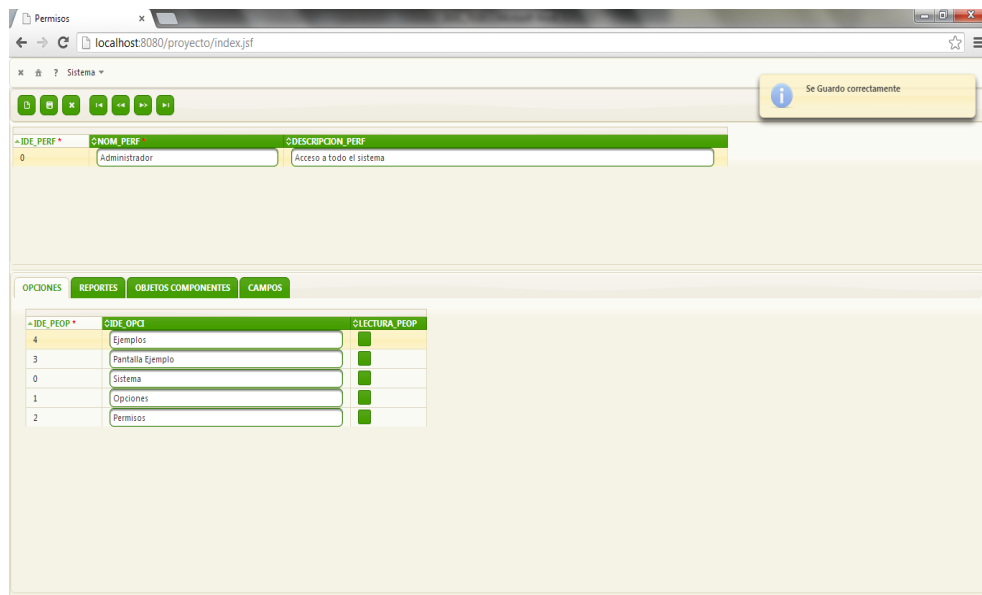 Permisos x
localhost:8080/proyecto/index.jsf
? Sistema
Se Guardo correctamente
IDE_PERF * NOM_PERF * DESCRIPCION_PERF
0 Administrador Acceso a todo el sistema
OPCIONES REPORTES OBJETOS COMPONENTES CAMPOS
IDE_PEOP * IDE_OPCI LECTURA_PEOP
4 Ejemplos
3 Pantalla Ejemplo
0 Sistema
1 Opciones
2 Permisos